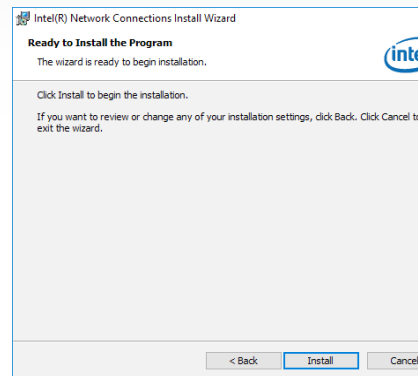 Intel(R) Network Connections Install Wizard
Ready to Install the Program
The wizard is ready to begin installation.
Click Install to begin the installation.
If you want to review or change any of your installation settings, click Back. Click Cancel to
exit the wizard.
< Back Install Cancel